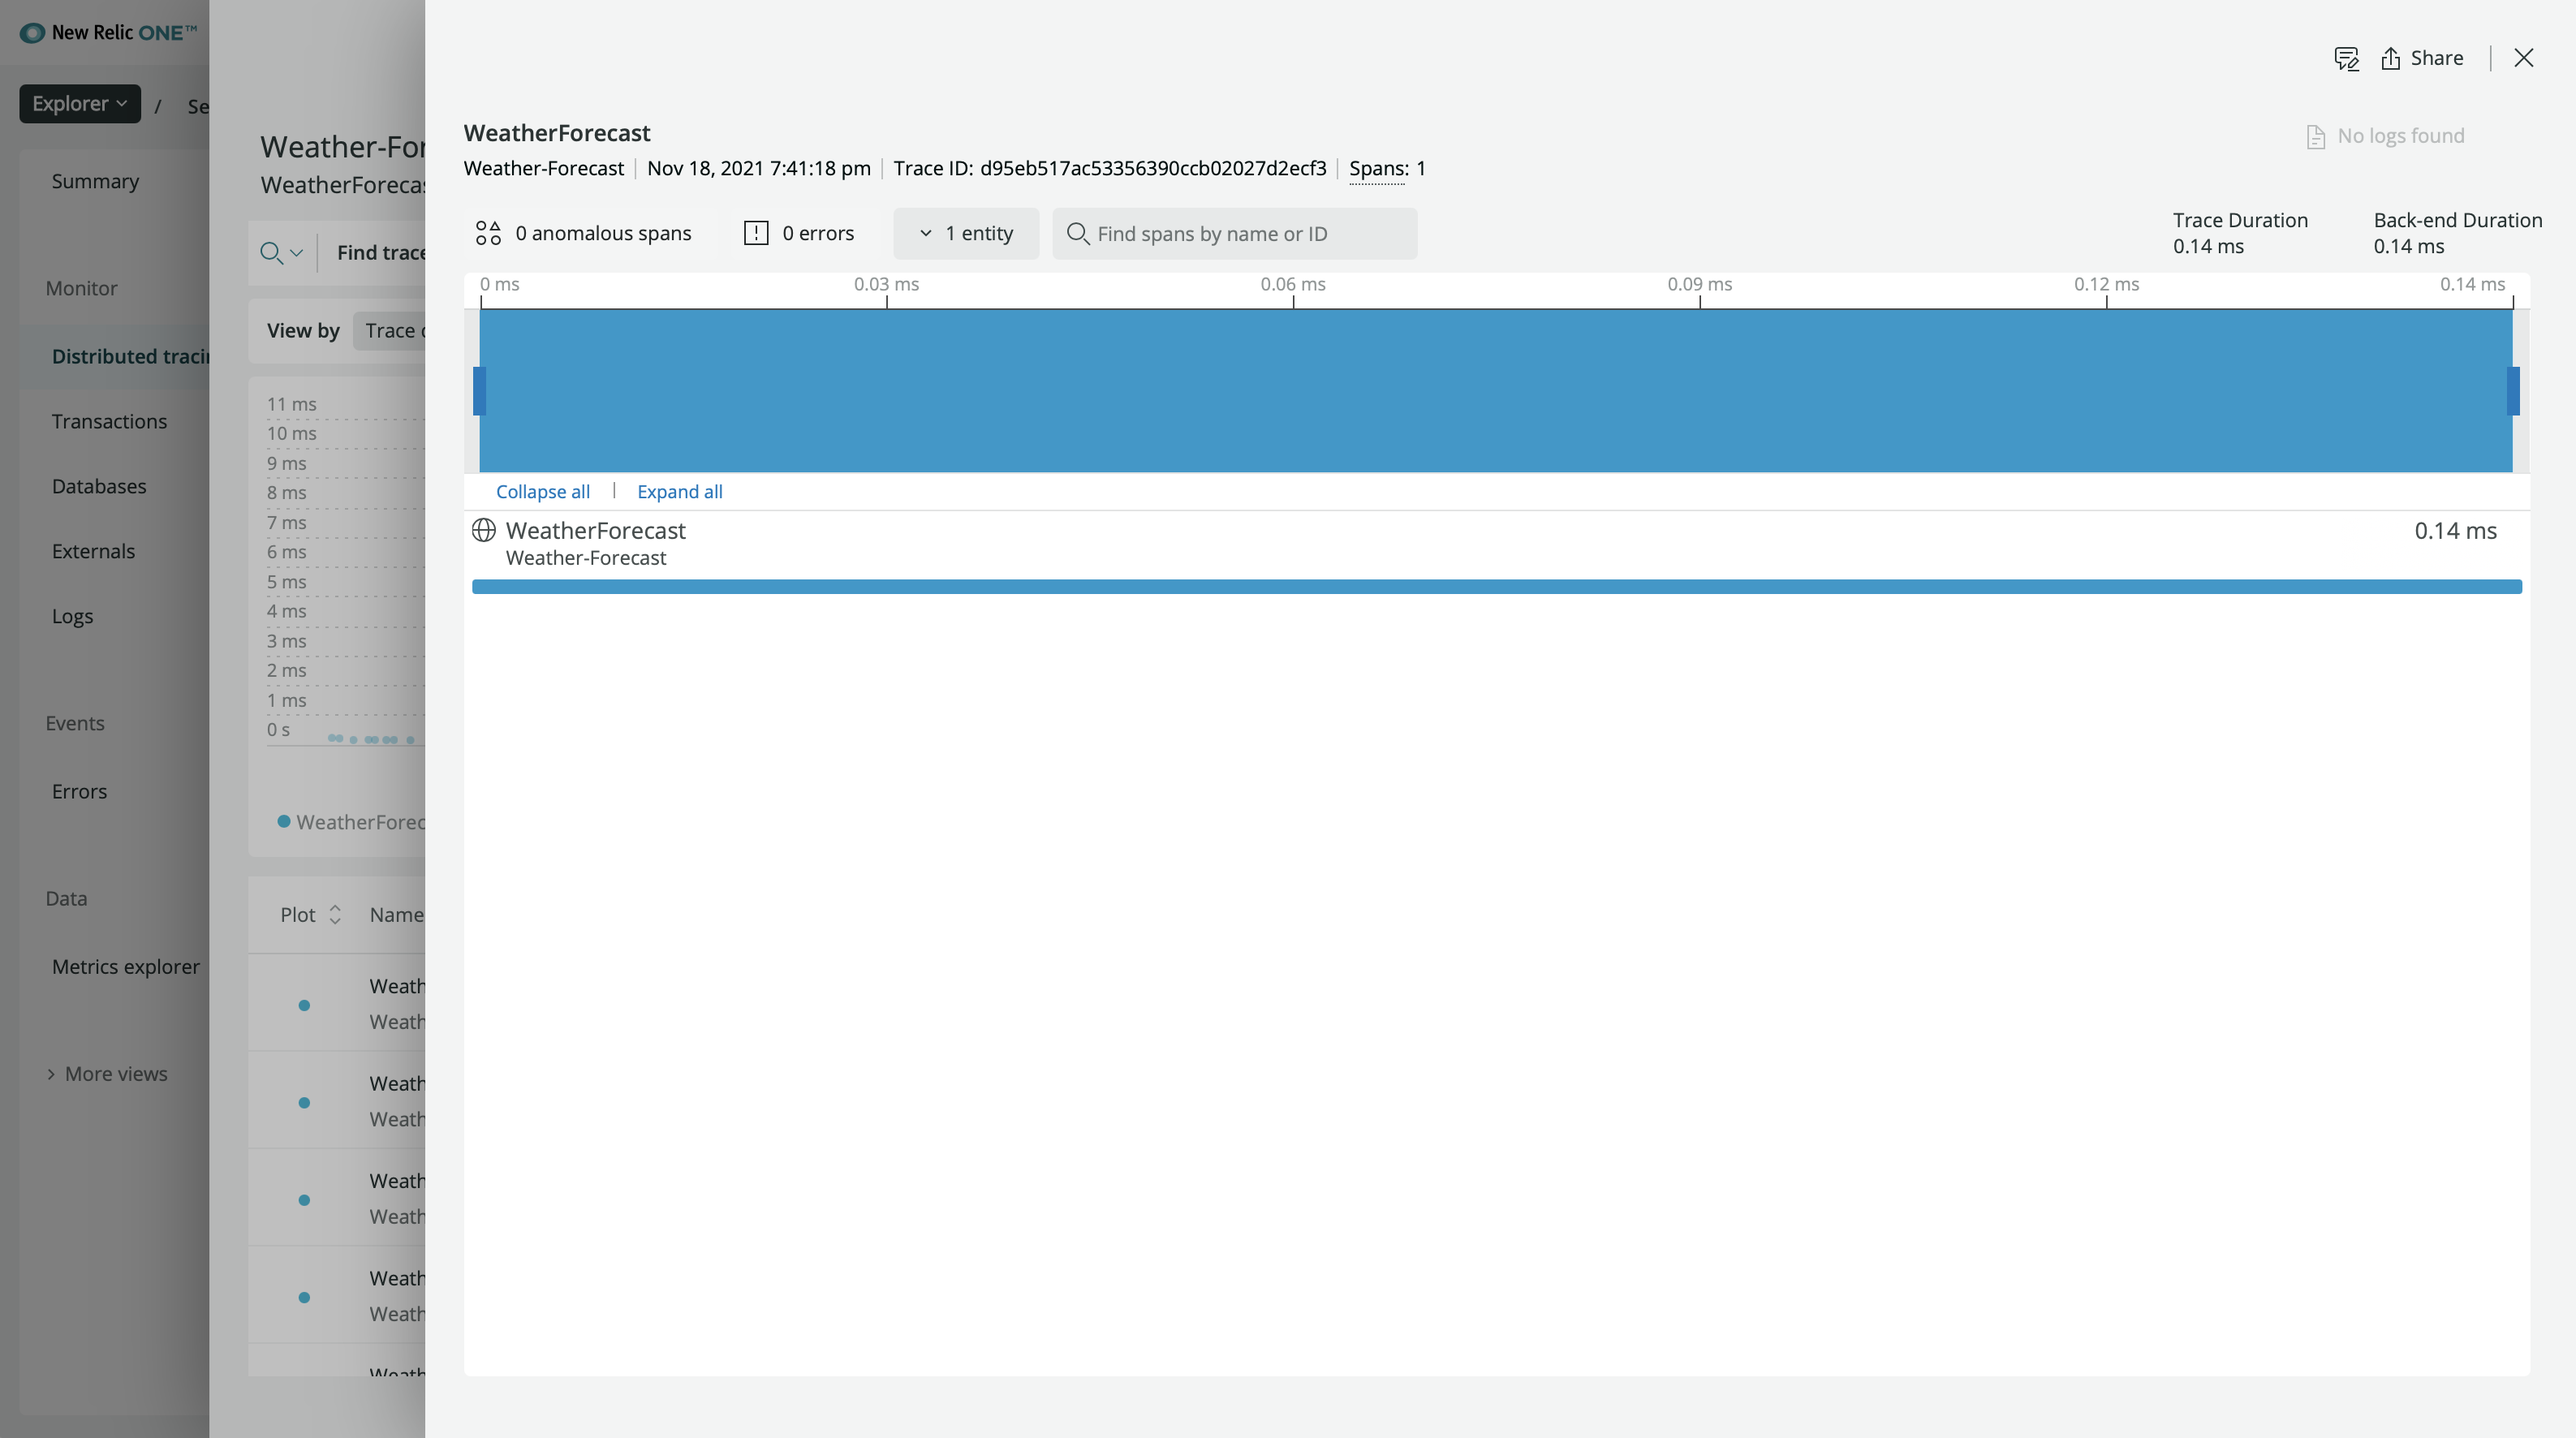 New Relic ONE™
Explorer / Se
Summary
Monitor
Distributed traci
Transactions
Databases
Externals
Logs
Events
Errors
Data
Metrics explorer
More views
Weather-For
WeatherForecas
Find trace
View by Trace
11 ms
10 ms
9 ms
8 ms
7 ms
6 ms
5 ms
4 ms
3 ms
2 ms
1 ms
0 s
WeatherForec
Plot Name
Weath
Weath
Weath
Weath
Weath
Weath
Weath
Weath
Share
WeatherForecast
No logs found
Weather-Forecast | Nov 18, 2021 7:41:18 pm | Trace ID: d95eb517ac53356390ccb02027d2ecf3 | Spans: 1
0 anomalous spans 0 errors 1 entity Find spans by name or ID
Trace Duration Back-end Duration
0.14 ms 0.14 ms
0 ms 0.03 ms 0.06 ms 0.09 ms 0.12 ms 0.14 ms
Collapse all | Expand all
WeatherForecast 0.14 ms
Weather-Forecast